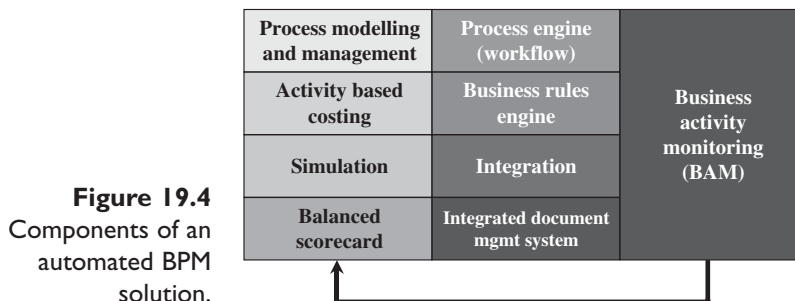 Figure 19.4
Components of an
automated BPM
solution.
Process modelling
and management
Process engine
(workflow)
Activity based
costing
Business rules
engine
Simulation
Integration
Balanced
scorecard
Integrated document
mgmt system
Business
activity
monitoring
(BAM)